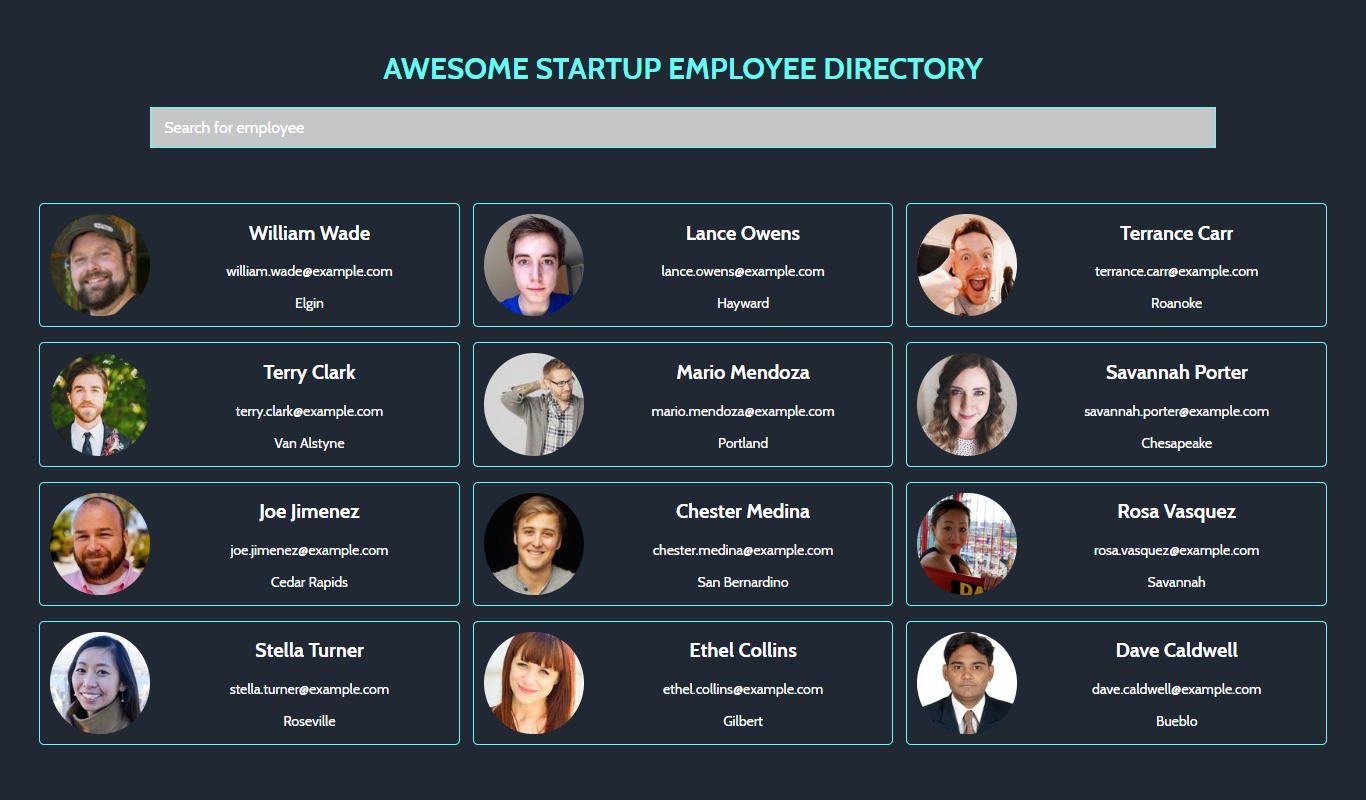 AWESOME STARTUP EMPLOYEE DIRECTORY
Search for employee
William Wade
william.wade@example.com
Elgin
Lance Owens
lance.owens@example.com
Hayward
Terrance Carr
terrance.carr@example.com
Roanoke
Terry Clark
terry.clark@example.com
Van Alstyne
Mario Mendoza
mario.mendoza@example.com
Portland
Savannah Porter
savannah.porter@example.com
Chesapeake
Joe Jimenez
joe.jimenez@example.com
Cedar Rapids
Chester Medina
chester.medina@example.com
San Bernardino
Rosa Vasquez
rosa.vasquez@example.com
Savannah
Stella Turner
stella.turner@example.com
Roseville
Ethel Collins
ethel.collins@example.com
Gilbert
Dave Caldwell
dave.caldwell@example.com
Bueblo